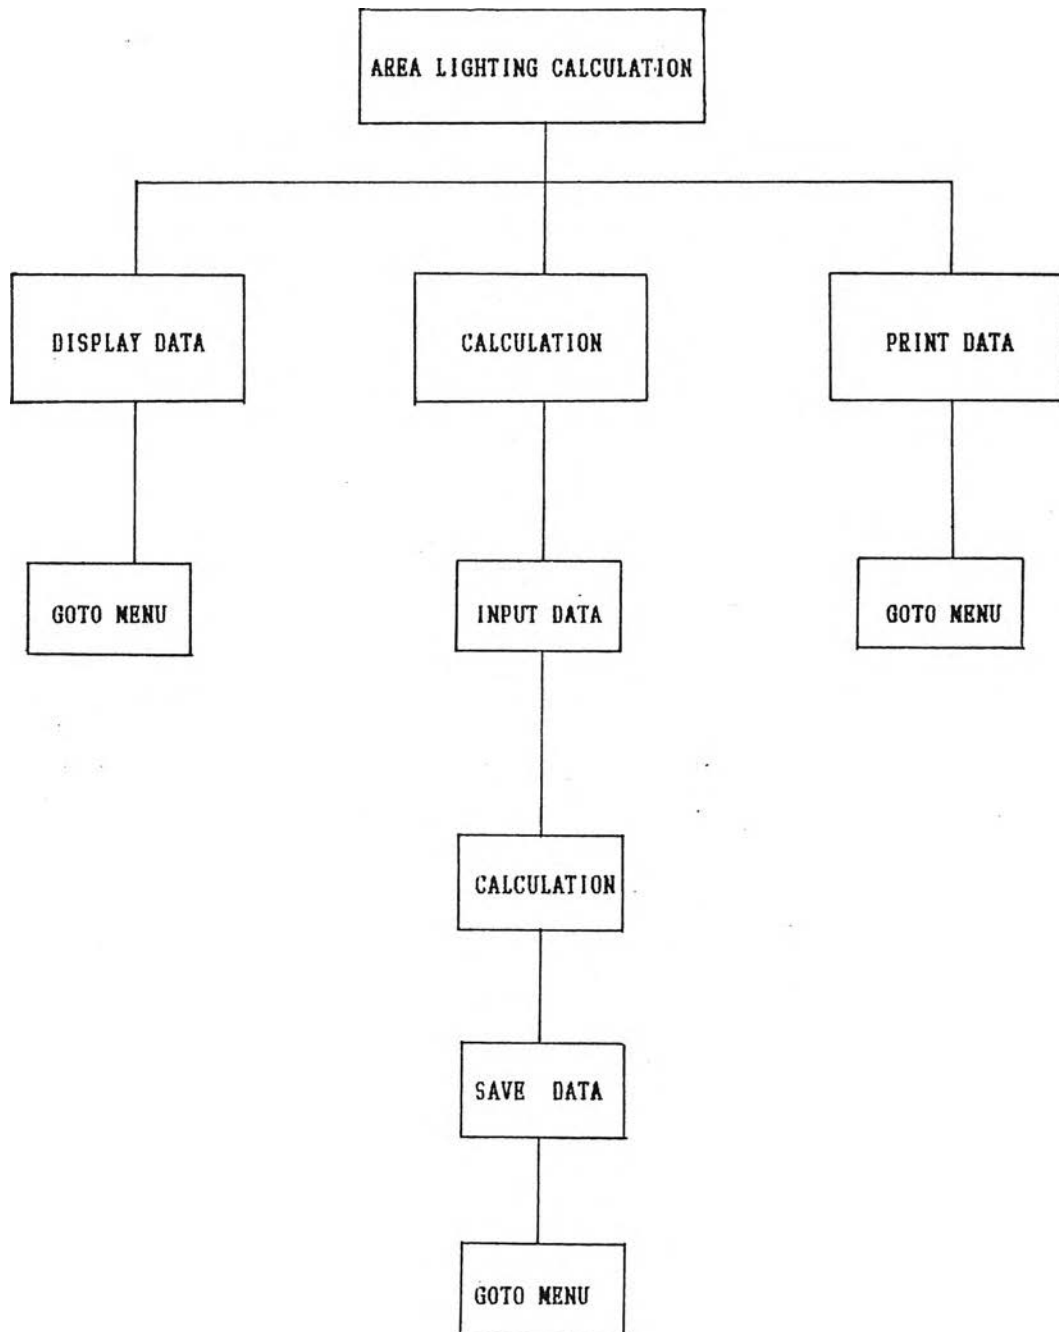 AREA LIGHTING CALCULATION
DISPLAY DATA
CALCULATION
PRINT DATA
GOTO MENU
INPUT DATA
GOTO MENU
CALCULATION
SAVE DATA
GOTO MENU